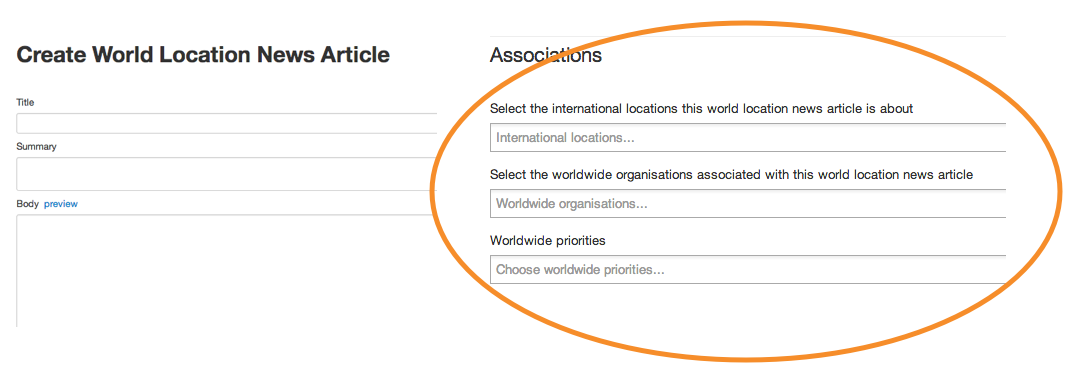 Create World Location News Article
Title
Summary
Body preview
Associations
Select the international locations this world location news article is about
International locations...
Select the worldwide organisations associated with this world location news article
Worldwide organisations...
Worldwide priorities
Choose worldwide priorities...